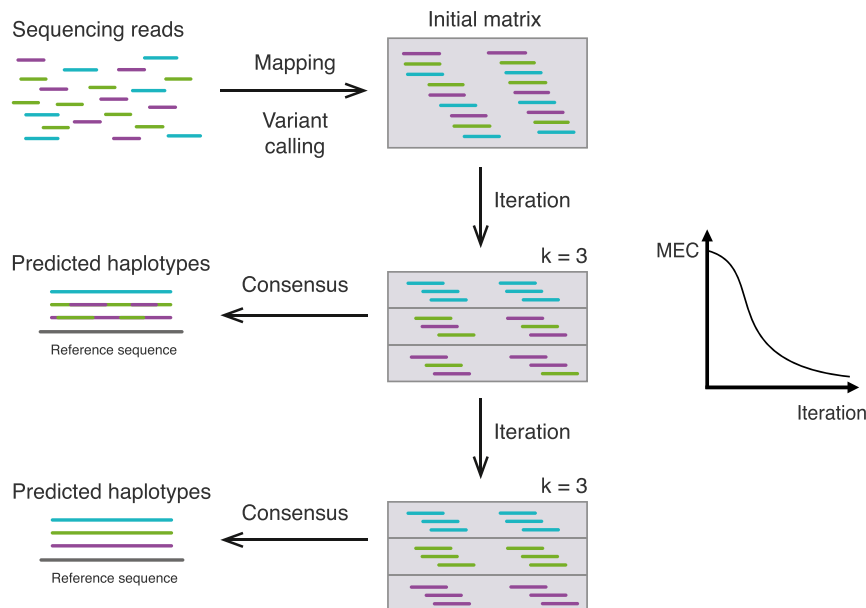 Sequencing reads
Mapping
Variant
calling
Initial matrix
Iteration
k = 3
Predicted haplotypes
Reference sequence
Consensus
MEC
Iteration
Iteration
k = 3
Predicted haplotypes
Reference sequence
Consensus